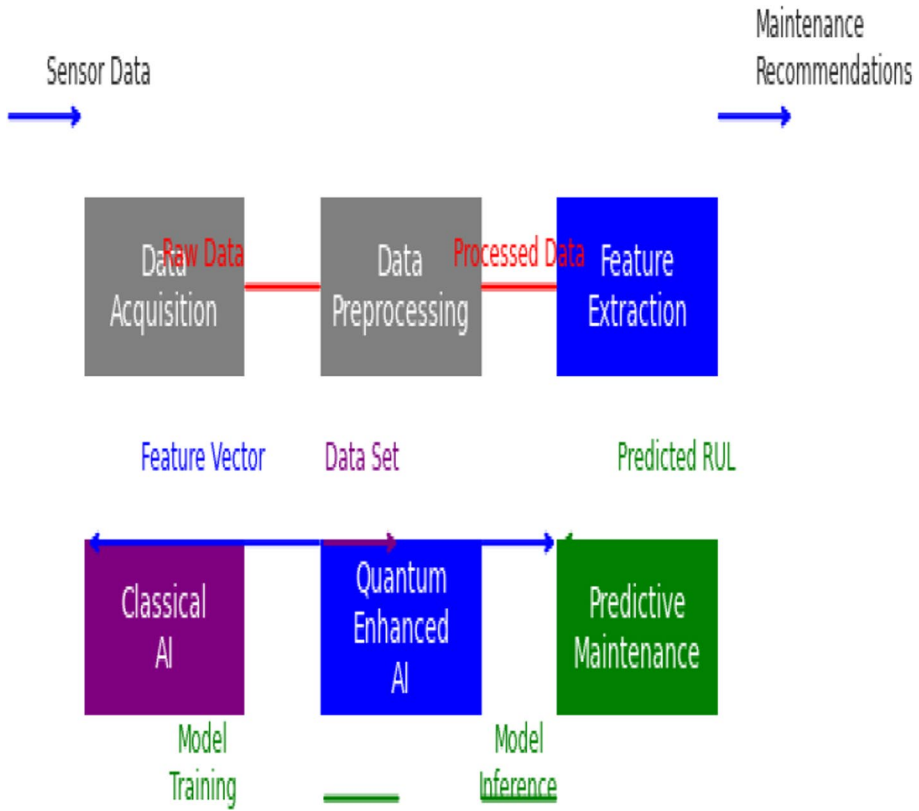 Maintenance
Recommendations
Sensor Data
Raw Data
Processed Data
Data
Acquisition
Data
Preprocessing
Feature
Extraction
Feature Vector
Data Set
Predicted RUL
Classical
AI
Quantum
Enhanced
AI
Predictive
Maintenance
Model
Training
Model
Inference